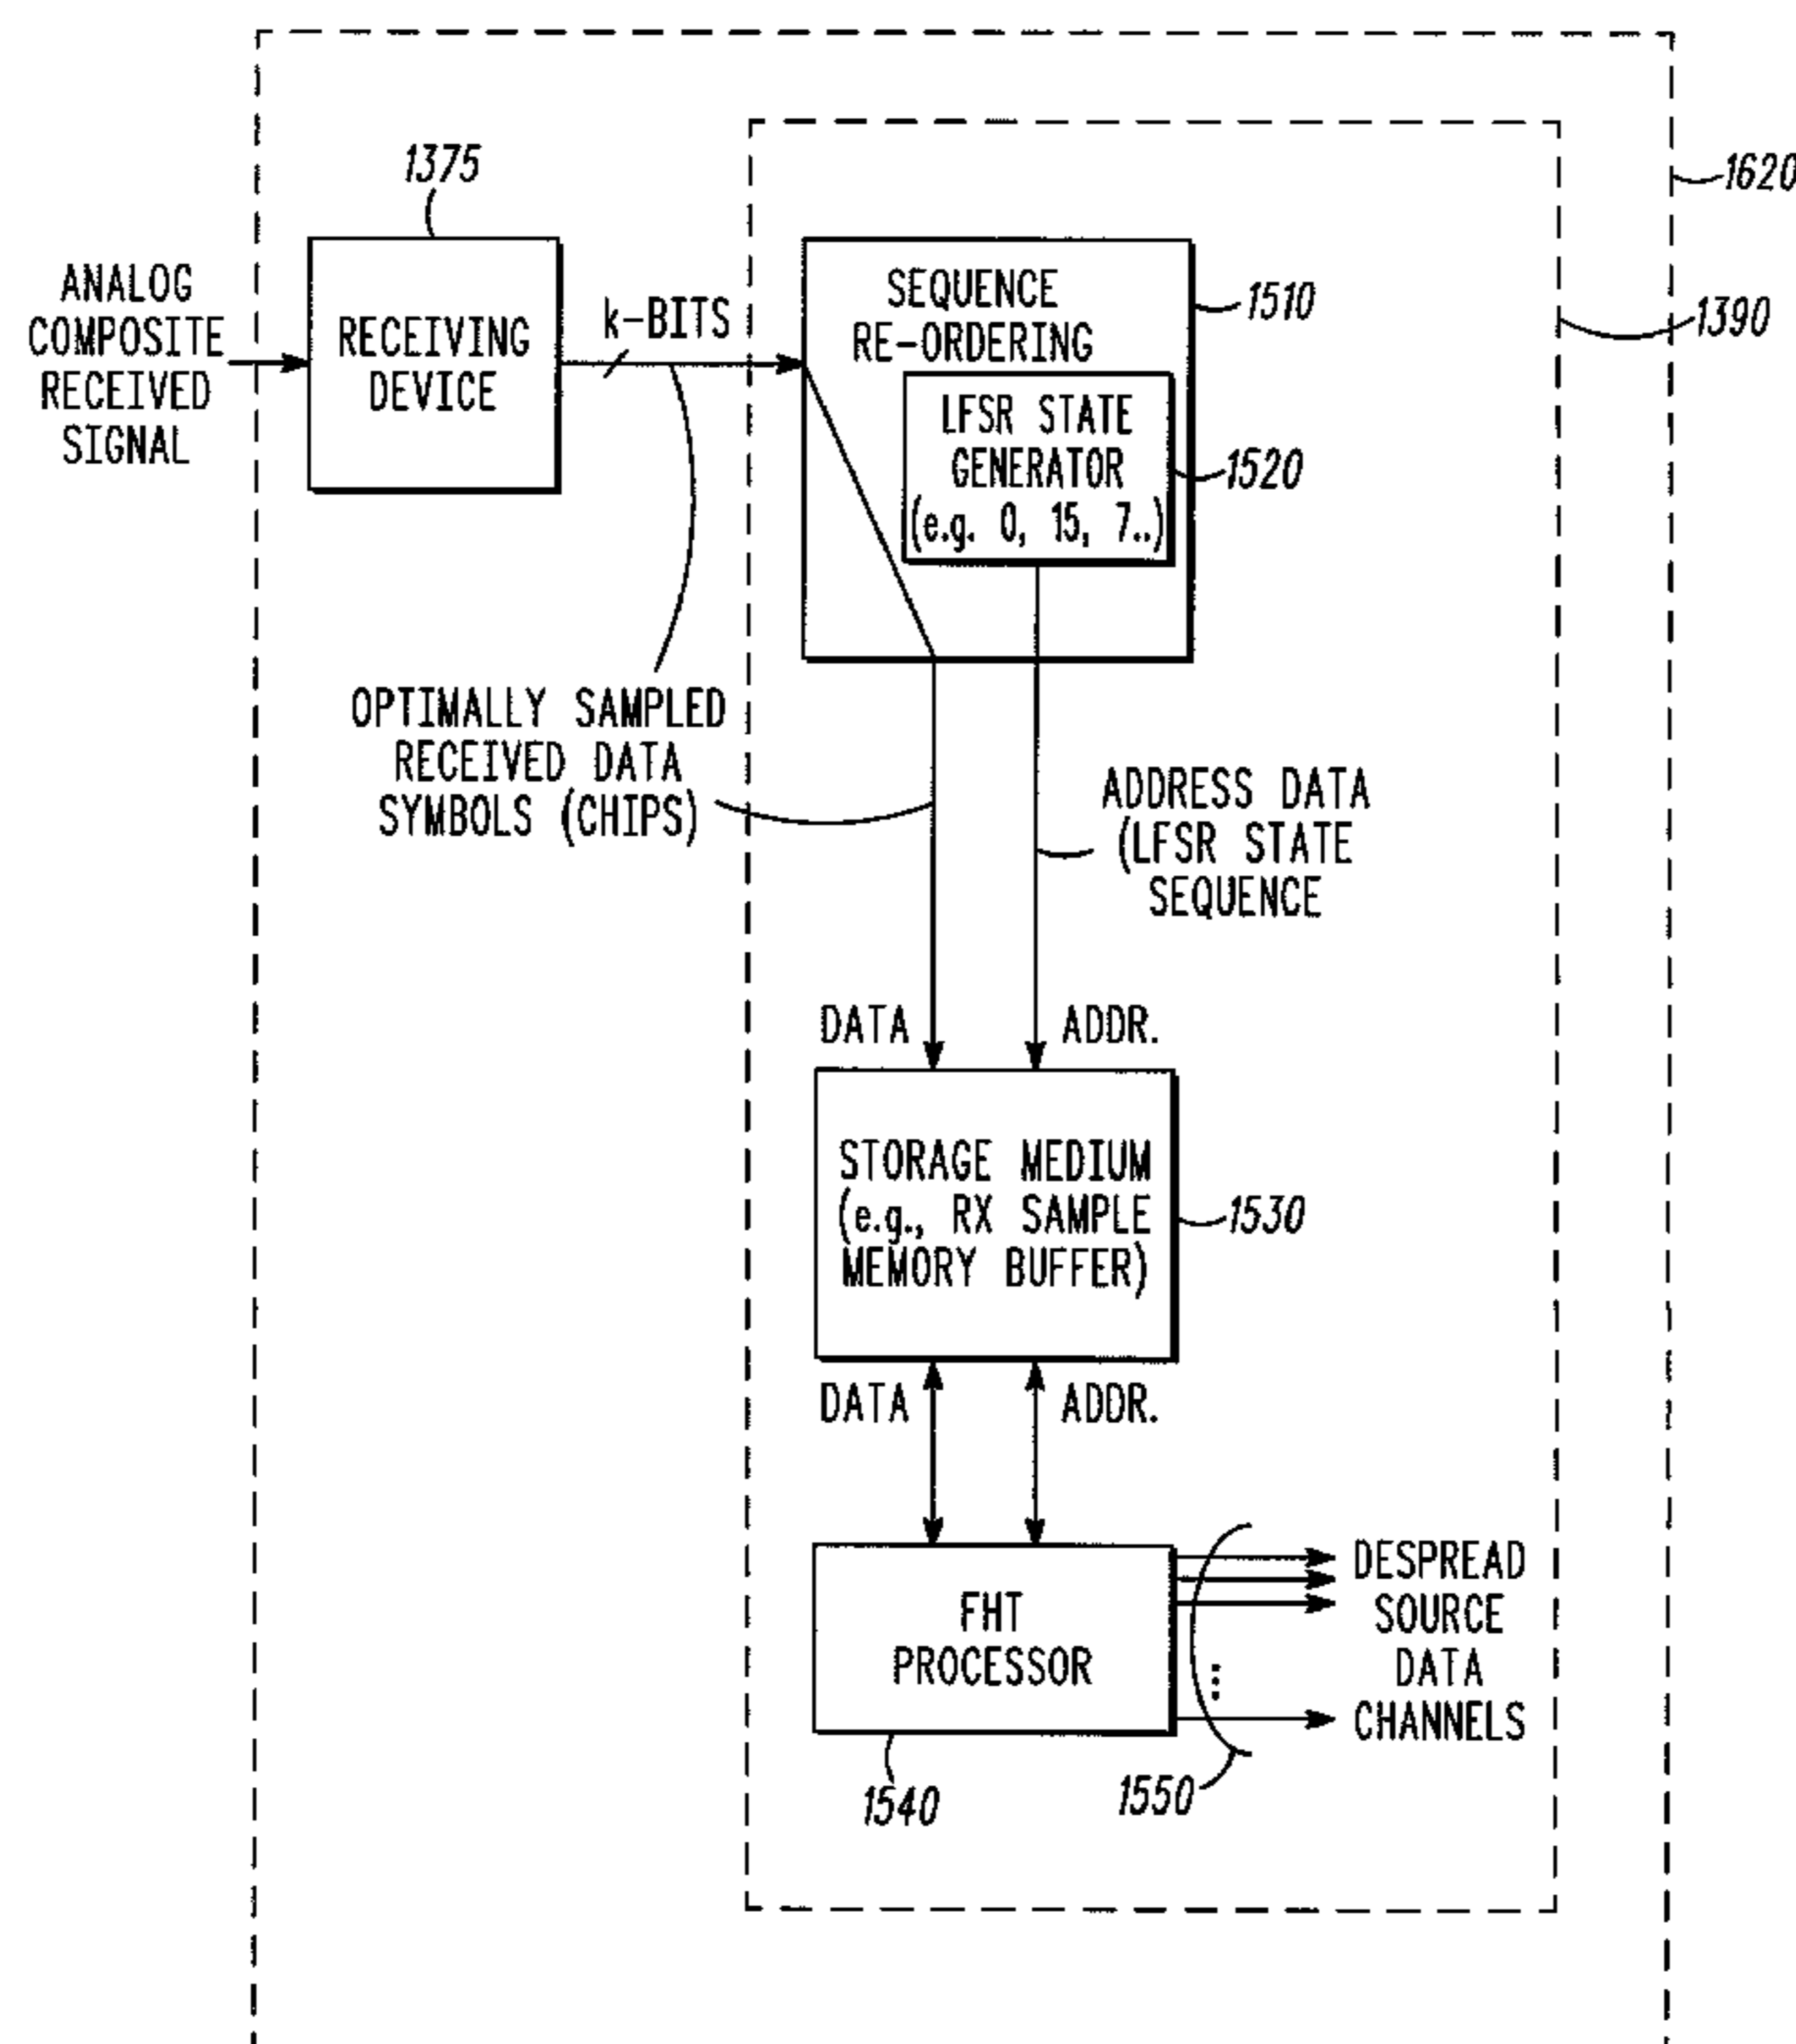 1375
1620
ANALOG
COMPOSITE
RECEIVED
SIGNAL
RECEIVING
DEVICE
k-BITS
SEQUENCE
RE-ORDERING
1510
1390
LFSR STATE
GENERATOR
(e.g. 0, 15, 7..)
1520
OPTIMALLY SAMPLED
RECEIVED DATA
SYMBOLS (CHIPS)
ADDRESS DATA
(LFSR STATE
SEQUENCE
DATA
ADDR.
STORAGE MEDIUM
(e.g., RX SAMPLE
MEMORY BUFFER)
1530
DATA
ADDR.
FHT
PROCESSOR
DESPREAD
SOURCE
DATA
CHANNELS
1540
1550